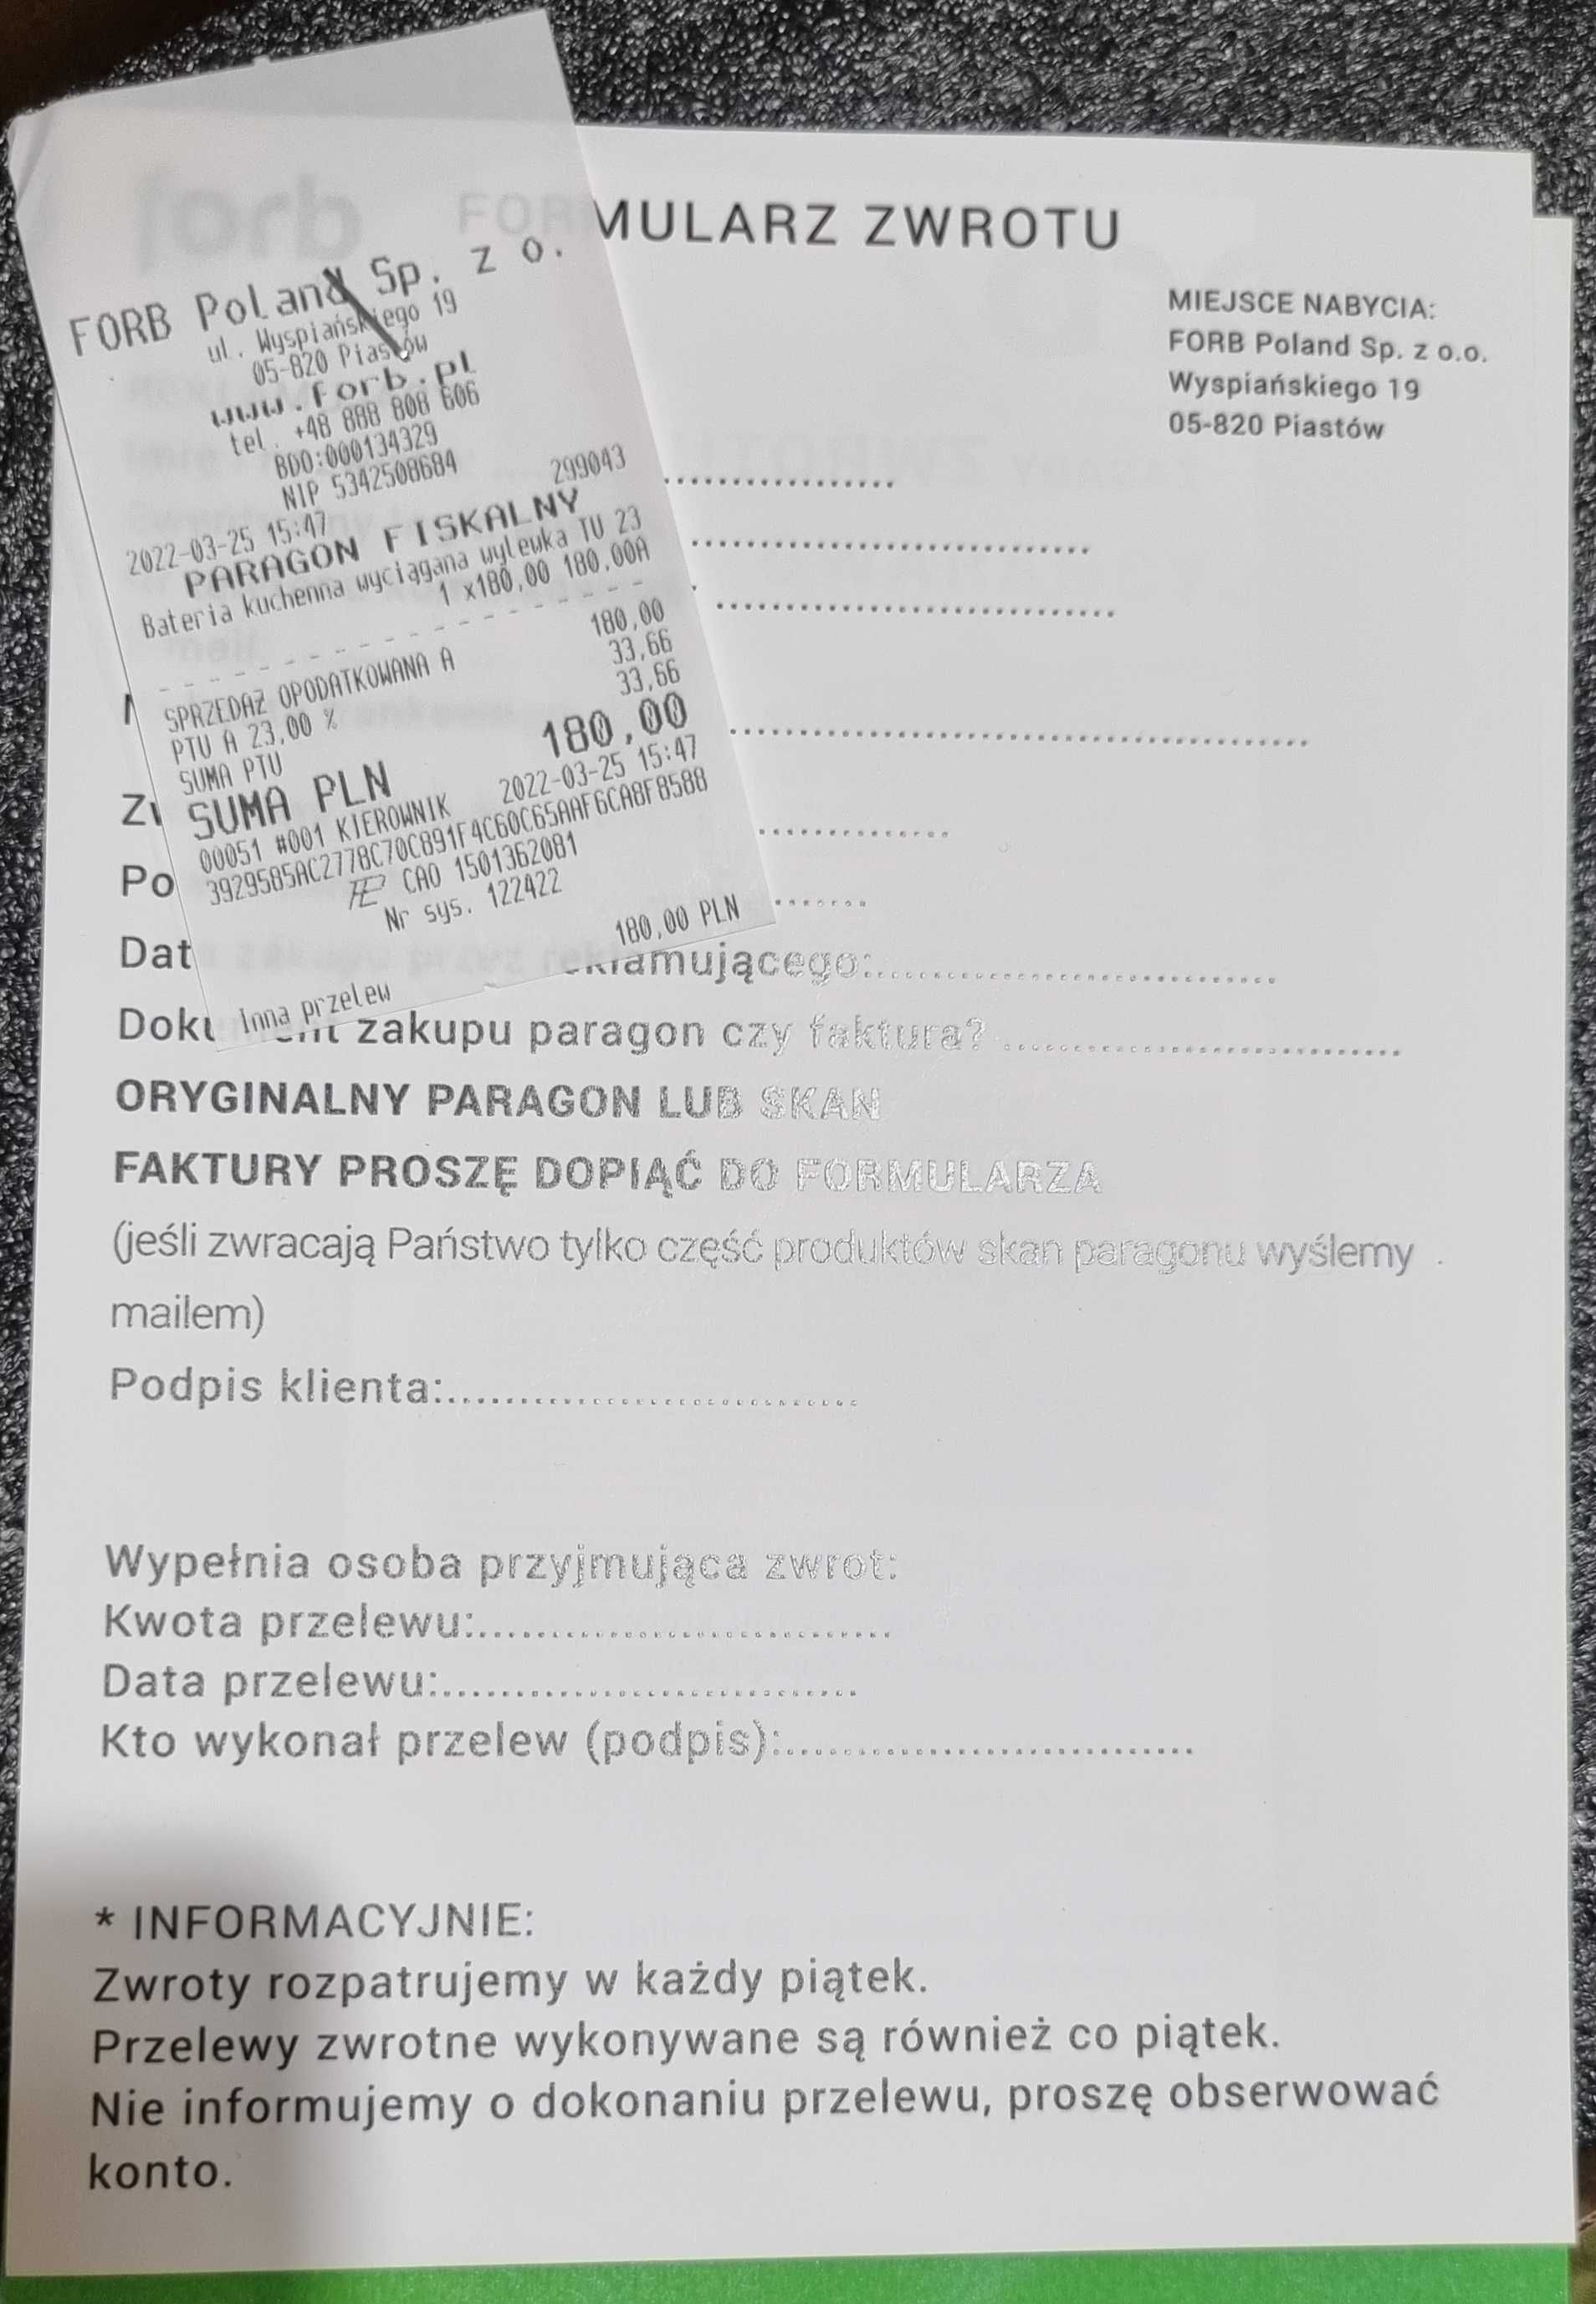 forb
FORMULARZ ZWROTU
MIEJSCE NABYCIA:
FORB Poland Sp. z o.o.
Wyspiańskiego 19
05-820 Piastów
FORB Poland Sp. z o.
ul. Wyspiańskiego 19
05-820 Piastów
www.forb.pl
tel. +48 888 808 606
BDO:000134329
NIP 5342508684
2022-03-25 15:47 299043
PARAGON FISKALNY
Bateria kuchenna wyciągana wylewka TU 23
1 x180,00 180,00A
SPRZEDAŻ OPODATKOWANA A 180,00
PTU A 23,00 % 33,66
SUMA PTU 33,66
SUMA PLN 180,00
00051 #001 KIEROWNIK 2022-03-25 15:47
3929585AC2778C70C891F4C60C65AAF6CA8F8588
CAO 1501362081
Nr sys. 122422
Inna przelew 180,00 PLN
Zw
Po
Dat eklamującego:
Dokument zakupu paragon czy faktura?
ORYGINALNY PARAGON LUB SKAN
FAKTURY PROSZĘ DOPIĄĆ DO FORMULARZA
(jeśli zwracają Państwo tylko część produktów skan paragonu wyślemy
mailem)
Podpis klienta:
Wypełnia osoba przyjmująca zwrot:
Kwota przelewu:
Data przelewu:
Kto wykonał przelew (podpis):
* INFORMACYJNIE:
Zwroty rozpatrujemy w każdy piątek.
Przelewy zwrotne wykonywane są również co piątek.
Nie informujemy o dokonaniu przelewu, proszę obserwować
konto.